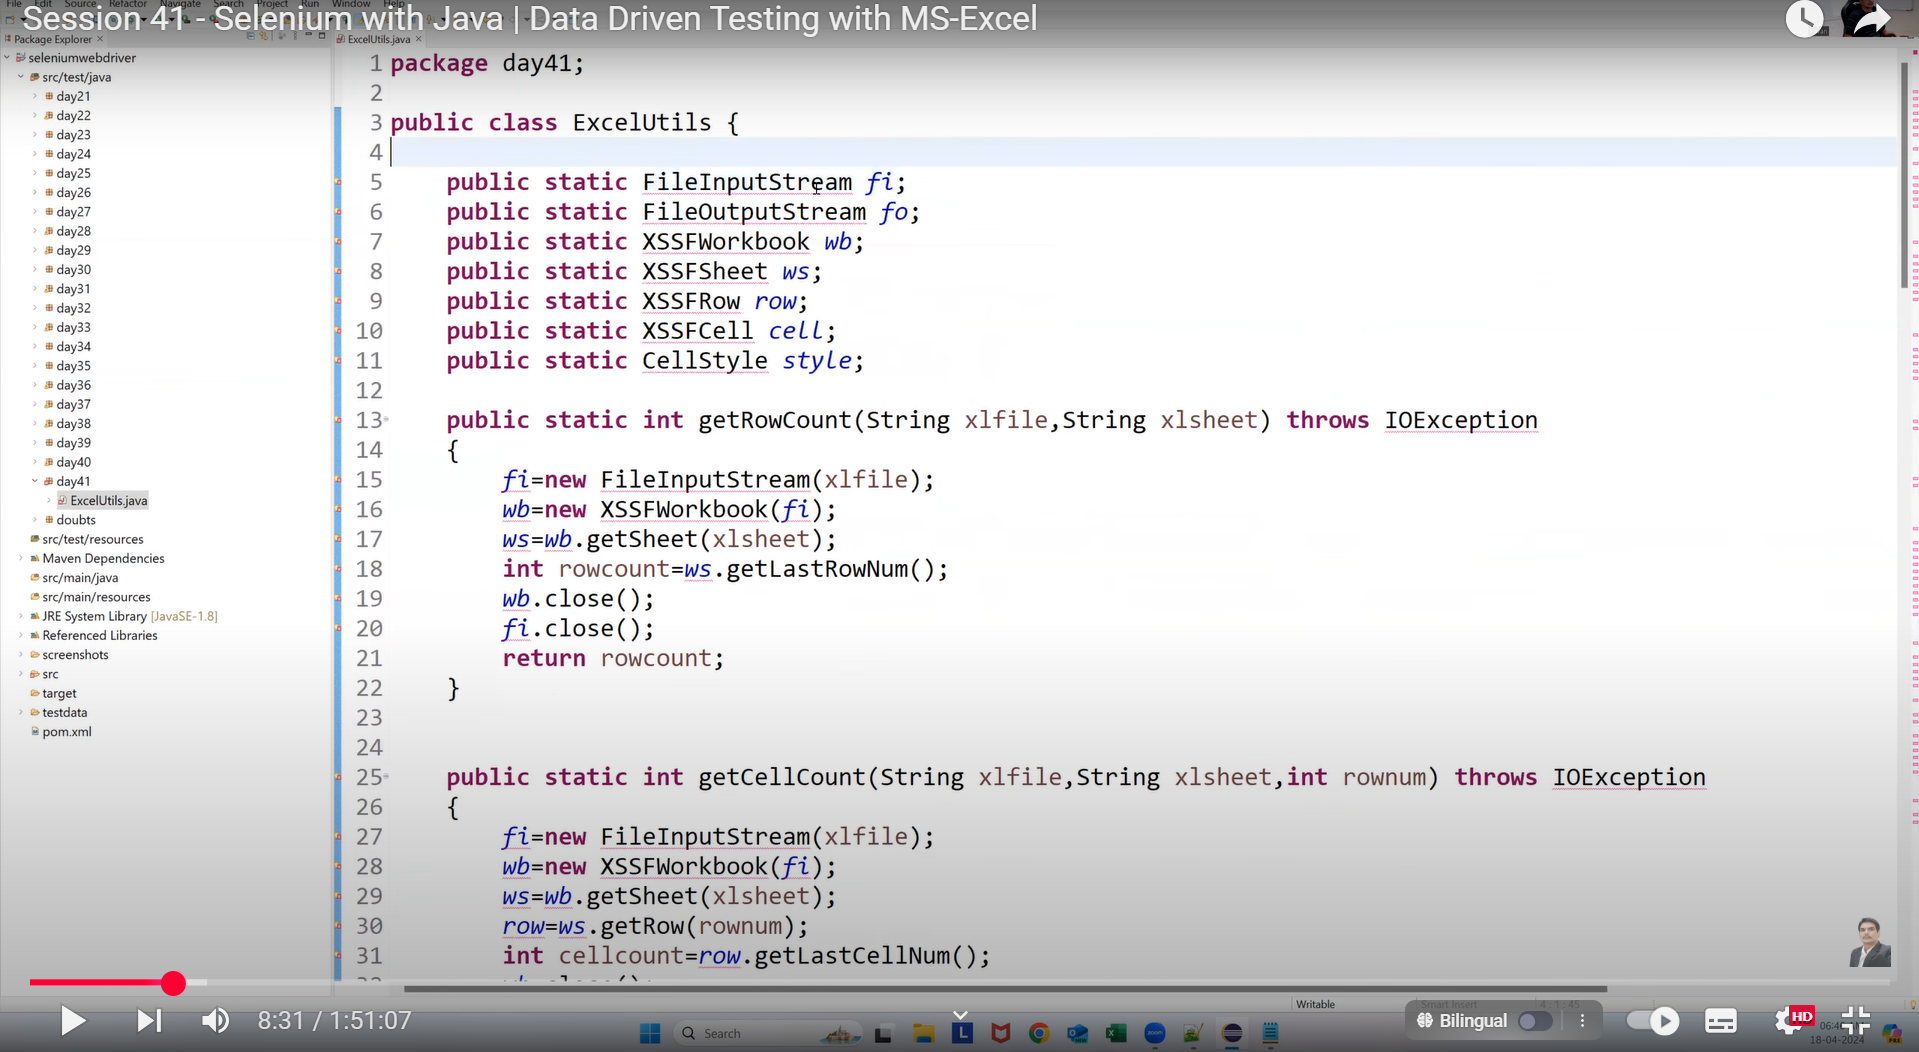 File Edit Source Refactor Navigate Search Project Run Window Help
Session 41 - Selenium with Java | Data Driven Testing with MS-Excel
Package Explorer
seleniumwebdriver
src/test/java
day21
day22
day23
day24
day25
day26
day27
day28
day29
day30
day31
day32
day33
day34
day35
day36
day37
day38
day39
day40
day41
ExcelUtils.java
doubts
src/test/resources
Maven Dependencies
src/main/java
src/main/resources
JRE System Library [JavaSE-1.8]
Referenced Libraries
screenshots
src
target
testdata
pom.xml
ExcelUtils.java
1 package day41;
2
3 public class ExcelUtils {
4
5 public static FileInputStream fi;
6 public static FileOutputStream fo;
7 public static XSSFWorkbook wb;
8 public static XSSFSheet ws;
9 public static XSSFRow row;
10 public static XSSFCell cell;
11 public static CellStyle style;
12
13 public static int getRowCount(String xlfile,String xlsheet) throws IOException
14 {
15 fi=new FileInputStream(xlfile);
16 wb=new XSSFWorkbook(fi);
17 ws=wb.getSheet(xlsheet);
18 int rowcount=ws.getLastRowNum();
19 wb.close();
20 fi.close();
21 return rowcount;
22 }
23
24
25 public static int getCellCount(String xlfile,String xlsheet,int rownum) throws IOException
26 {
27 fi=new FileInputStream(xlfile);
28 wb=new XSSFWorkbook(fi);
29 ws=wb.getSheet(xlsheet);
30 row=ws.getRow(rownum);
31 int cellcount=row.getLastCellNum();
Writable Smart Insert 4 : 1 : 45
8:31 / 1:51:07
Search
Bilingual
HD
18-04-2024